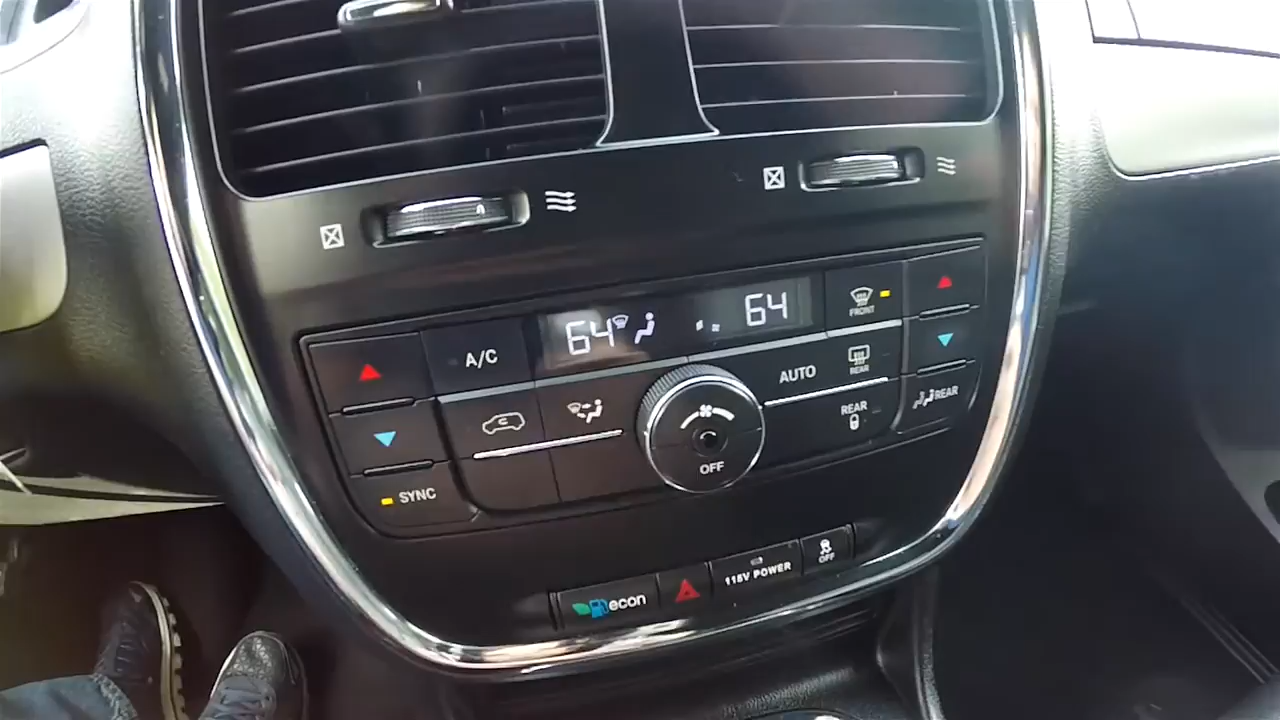 64
64
FRONT
A/C
AUTO
REAR
REAR
REAR
OFF
SYNC
115V POWER
OFF
econ